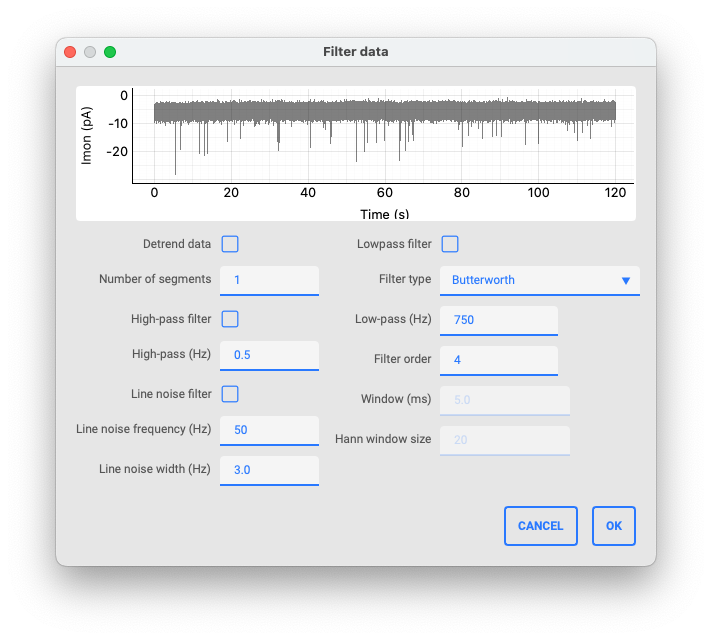 Filter data
0
-10
-20
Imon (pA)
0 20 40 60 80 100 120
Time (s)
Detrend data
Lowpass filter
Number of segments 1
Filter type Butterworth
High-pass filter
Low-pass (Hz) 750
High-pass (Hz) 0.5
Filter order 4
Line noise filter
Window (ms) 5.0
Line noise frequency (Hz) 50
Hann window size 20
Line noise width (Hz) 3.0
CANCEL
OK